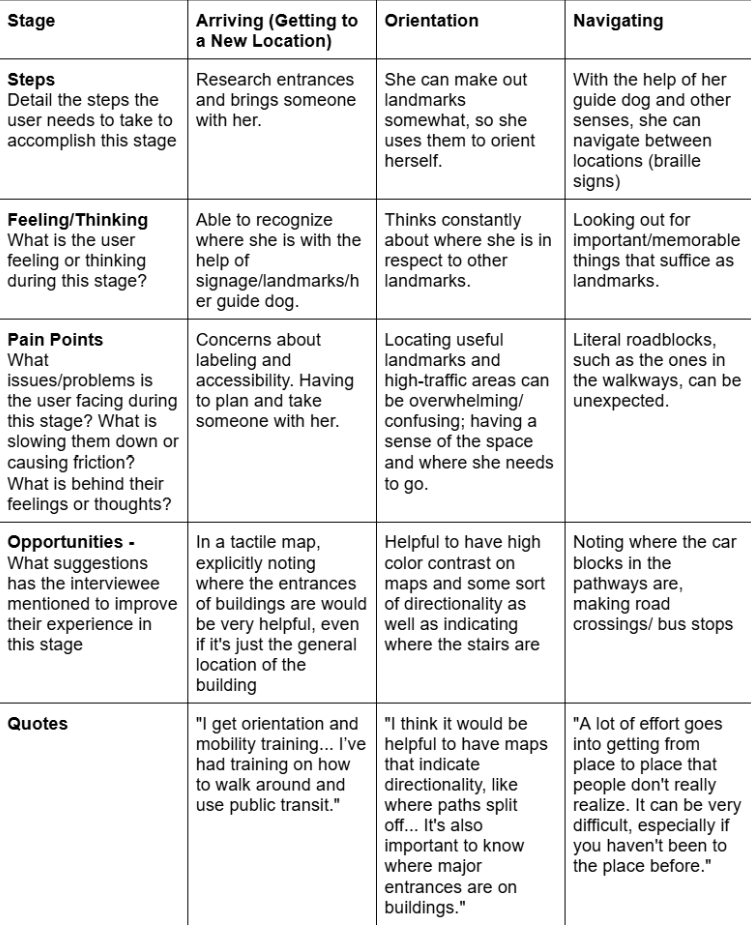 Stage
Arriving (Getting to
a New Location)
Orientation
Navigating
Steps
Detail the steps the
user needs to take to
accomplish this stage
Research entrances
and brings someone
with her.
She can make out
landmarks
somewhat, so she
uses them to orient
herself.
With the help of her
guide dog and other
senses, she can
navigate between
locations (braille
signs)
Feeling/Thinking
What is the user
feeling or thinking
during this stage?
Able to recognize
where she is with the
help of
signage/landmarks/h
er guide dog.
Thinks constantly
about where she is in
respect to other
landmarks.
Looking out for
important/memorable
things that suffice as
landmarks.
Pain Points
What
issues/problems is
the user facing during
this stage? What is
slowing them down or
causing friction?
What is behind their
feelings or thoughts?
Concerns about
labeling and
accessibility. Having
to plan and take
someone with her.
Locating useful
landmarks and
high-traffic areas can
be overwhelming/
confusing; having a
sense of the space
and where she needs
to go.
Literal roadblocks,
such as the ones in
the walkways, can be
unexpected.
Opportunities -
What suggestions
has the interviewee
mentioned to improve
their experience in
this stage
In a tactile map,
explicitly noting
where the entrances
of buildings are would
be very helpful, even
if it's just the general
location of the
building
Helpful to have high
color contrast on
maps and some sort
of directionality as
well as indicating
where the stairs are
Noting where the car
blocks in the
pathways are,
making road
crossings/ bus stops
Quotes
"I get orientation and
mobility training... I've
had training on how
to walk around and
use public transit."
"I think it would be
helpful to have maps
that indicate
directionality, like
where paths split
off... It's also
important to know
where major
entrances are on
buildings."
"A lot of effort goes
into getting from
place to place that
people don't really
realize. It can be very
difficult, especially if
you haven't been to
the place before."